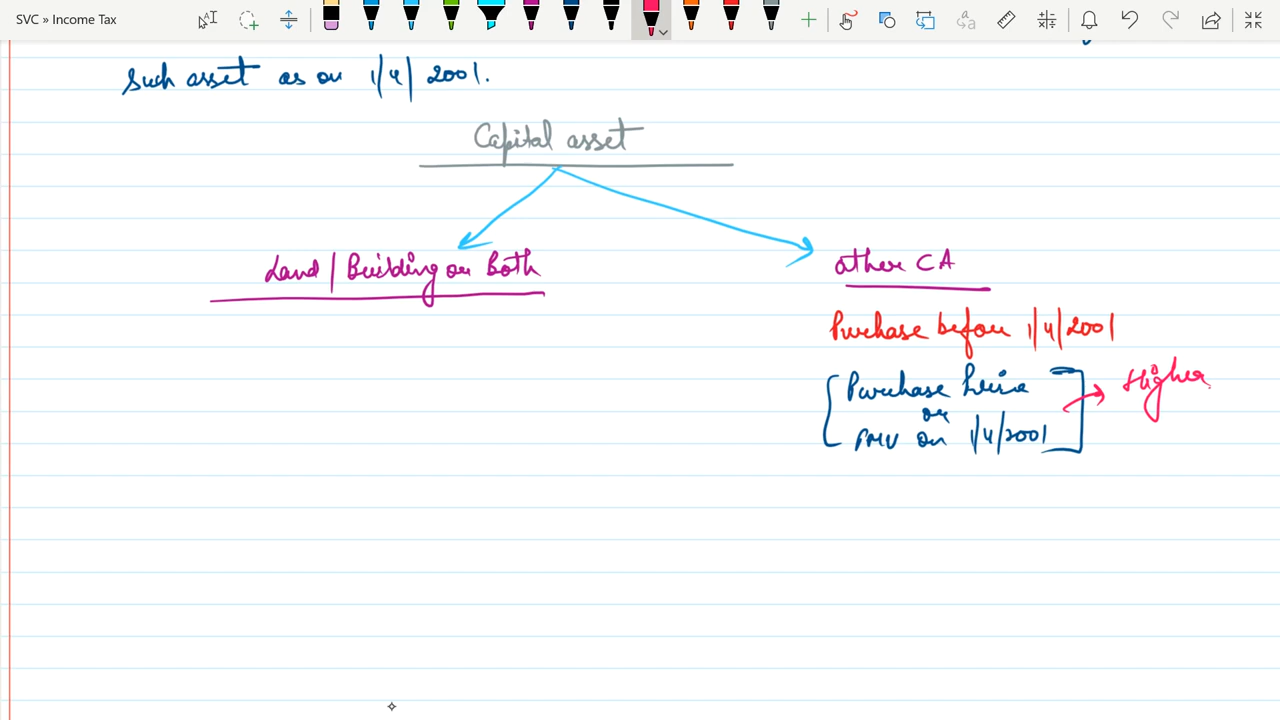 SVC » Income Tax
such asset as on 1/4/2001.
Capital asset
Land / Building or Both
other CA
Purchase before 1/4/2001
Purchase Price
or
FMV on 1/4/2001
Higher